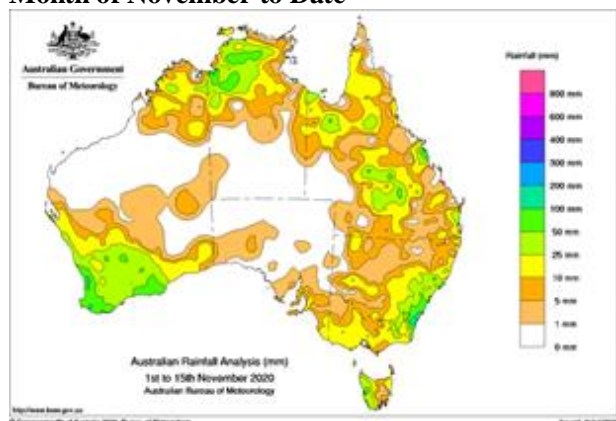 Month of November to Date
Australian Government
Bureau of Meteorology
Rainfall (mm)
800 mm
600 mm
400 mm
300 mm
200 mm
100 mm
50 mm
25 mm
10 mm
5 mm
1 mm
0 mm
Australian Rainfall Analysis (mm)
1st to 15th November 2020
Australian Bureau of Meteorology
http://www.bom.gov.au